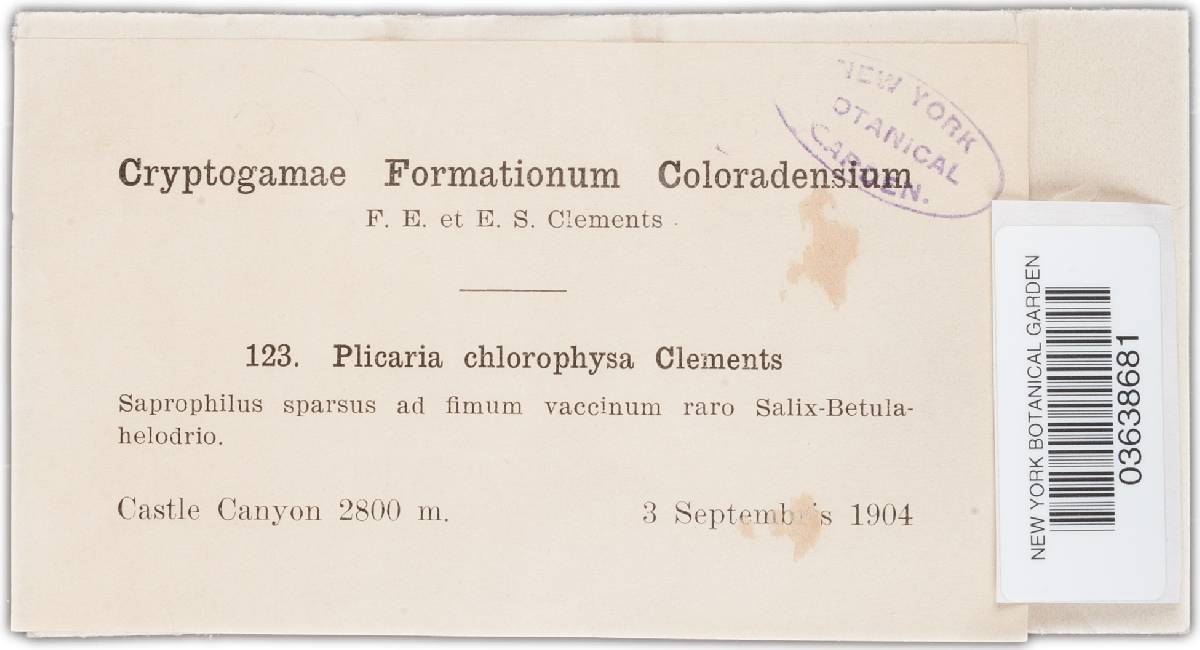 NEW YORK
BOTANICAL
GARDEN.
Cryptogamae Formationum Coloradensium
F. E. et E. S. Clements
123. Plicaria chlorophysa Clements
Saprophilus sparsus ad fimum vaccinum raro Salix-Betula-
helodrio.
Castle Canyon 2800 m. 3 Septembris 1904
NEW YORK BOTANICAL GARDEN
03638681